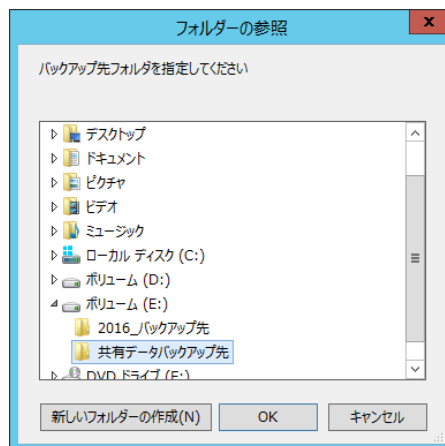 フォルダーの参照
x
バックアップ先フォルダを指定してください
デスクトップ
ドキュメント
ピクチャ
ビデオ
ミュージック
ローカル ディスク (C:)
ボリューム (D:)
ボリューム (E:)
2016_バックアップ先
共有データバックアップ先
DVD ドライブ (F:)
新しいフォルダーの作成(N)
OK
キャンセル